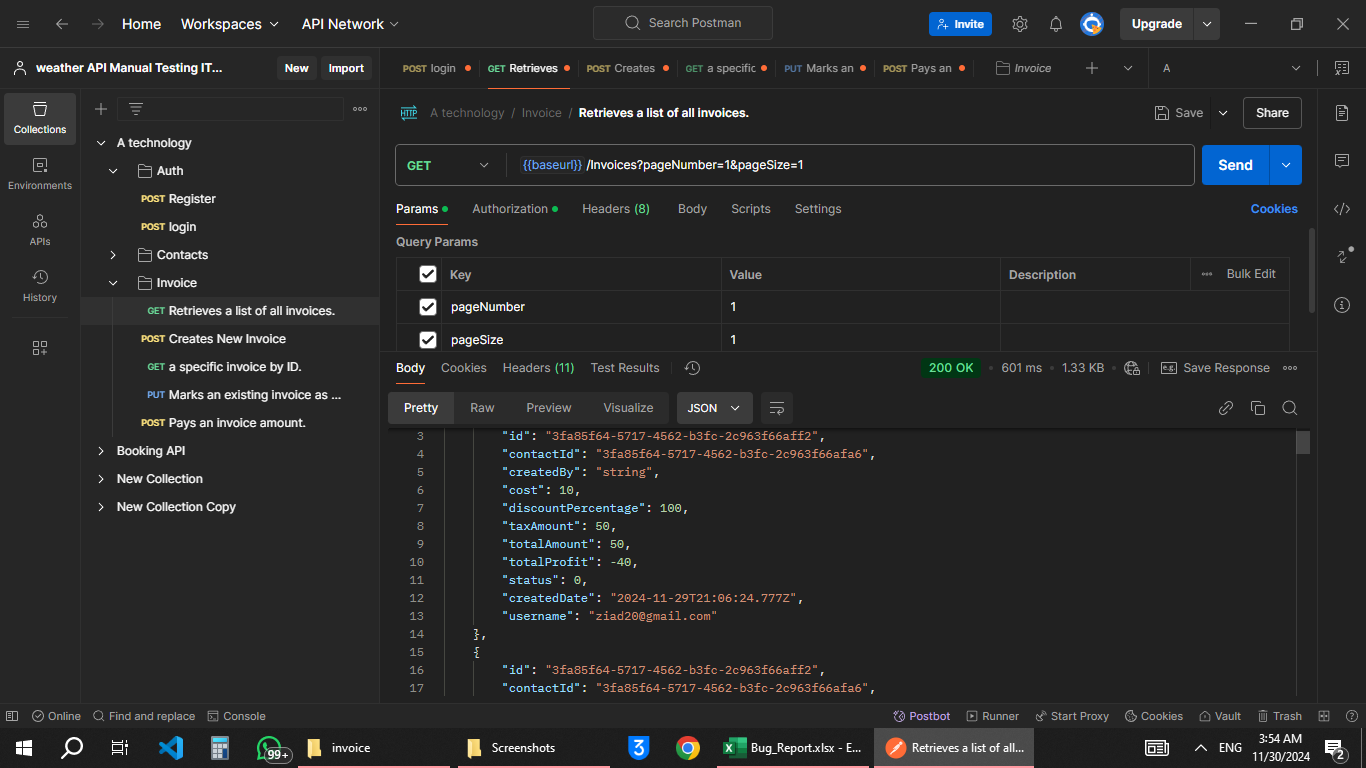 Home Workspaces API Network Search Postman Invite Upgrade
weather API Manual Testing IT... New Import
POST login GET Retrieves POST Creates GET a specific PUT Marks an POST Pays an Invoice A
Collections
Environments
APIs
History
A technology
Auth
POST Register
POST login
Contacts
Invoice
GET Retrieves a list of all invoices.
POST Creates New Invoice
GET a specific invoice by ID.
PUT Marks an existing invoice as ...
POST Pays an invoice amount.
Booking API
New Collection
New Collection Copy
HTTP A technology / Invoice / Retrieves a list of all invoices. Save Share
GET {{baseurl}} /Invoices?pageNumber=1&pageSize=1 Send
Params Authorization Headers (8) Body Scripts Settings Cookies
Query Params
Key Value Description Bulk Edit
pageNumber 1
pageSize 1
Body Cookies Headers (11) Test Results 200 OK 601 ms 1.33 KB e.g. Save Response
Pretty Raw Preview Visualize JSON
3 "id": "3fa85f64-5717-4562-b3fc-2c963f66aff2",
4 "contactId": "3fa85f64-5717-4562-b3fc-2c963f66afa6",
5 "createdBy": "string",
6 "cost": 10,
7 "discountPercentage": 100,
8 "taxAmount": 50,
9 "totalAmount": 50,
10 "totalProfit": -40,
11 "status": 0,
12 "createdDate": "2024-11-29T21:06:24.777Z",
13 "username": "ziad20@gmail.com"
14 },
15 {
16 "id": "3fa85f64-5717-4562-b3fc-2c963f66aff2",
17 "contactId": "3fa85f64-5717-4562-b3fc-2c963f66afa6",
Online Find and replace Console Postbot Runner Start Proxy Cookies Vault Trash
99+ invoice Screenshots 3 Bug_Report.xlsx - E... Retrieves a list of all... ENG 3:54 AM
11/30/2024 2